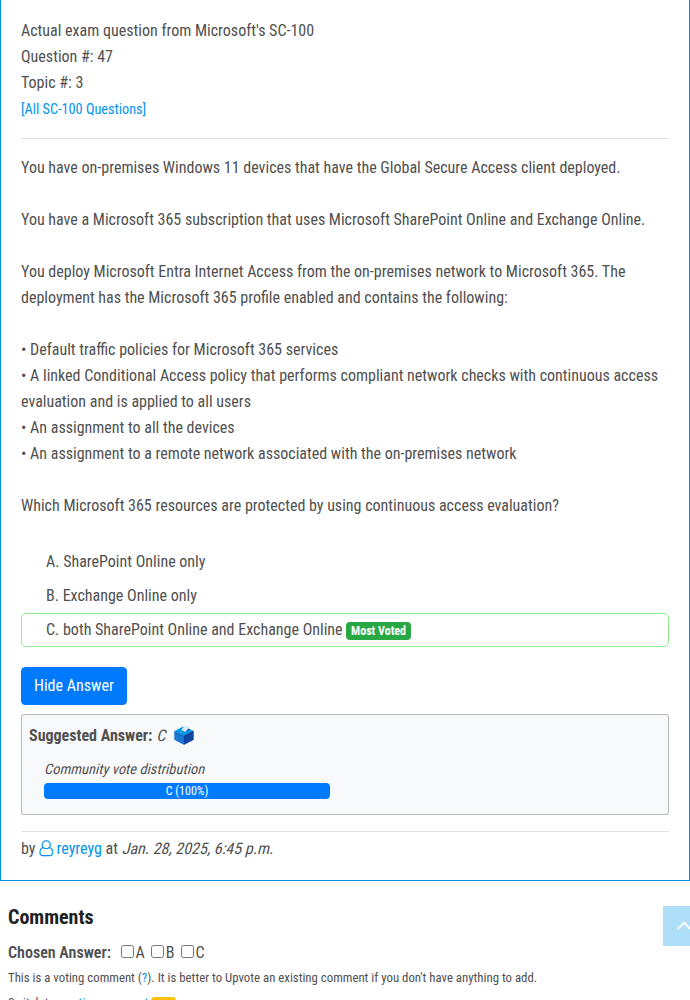 Actual exam question from Microsoft's SC-100
Question #: 47
Topic #: 3
[All SC-100 Questions]
You have on-premises Windows 11 devices that have the Global Secure Access client deployed.
You have a Microsoft 365 subscription that uses Microsoft SharePoint Online and Exchange Online.
You deploy Microsoft Entra Internet Access from the on-premises network to Microsoft 365. The
deployment has the Microsoft 365 profile enabled and contains the following:
• Default traffic policies for Microsoft 365 services
• A linked Conditional Access policy that performs compliant network checks with continuous access
evaluation and is applied to all users
• An assignment to all the devices
• An assignment to a remote network associated with the on-premises network
Which Microsoft 365 resources are protected by using continuous access evaluation?
A. SharePoint Online only
B. Exchange Online only
C. both SharePoint Online and Exchange Online Most Voted
Hide Answer
Suggested Answer: C
Community vote distribution
C (100%)
by reyreyg at Jan. 28, 2025, 6:45 p.m.
Comments
Chosen Answer: A B C
This is a voting comment (?). It is better to Upvote an existing comment if you don't have anything to add.